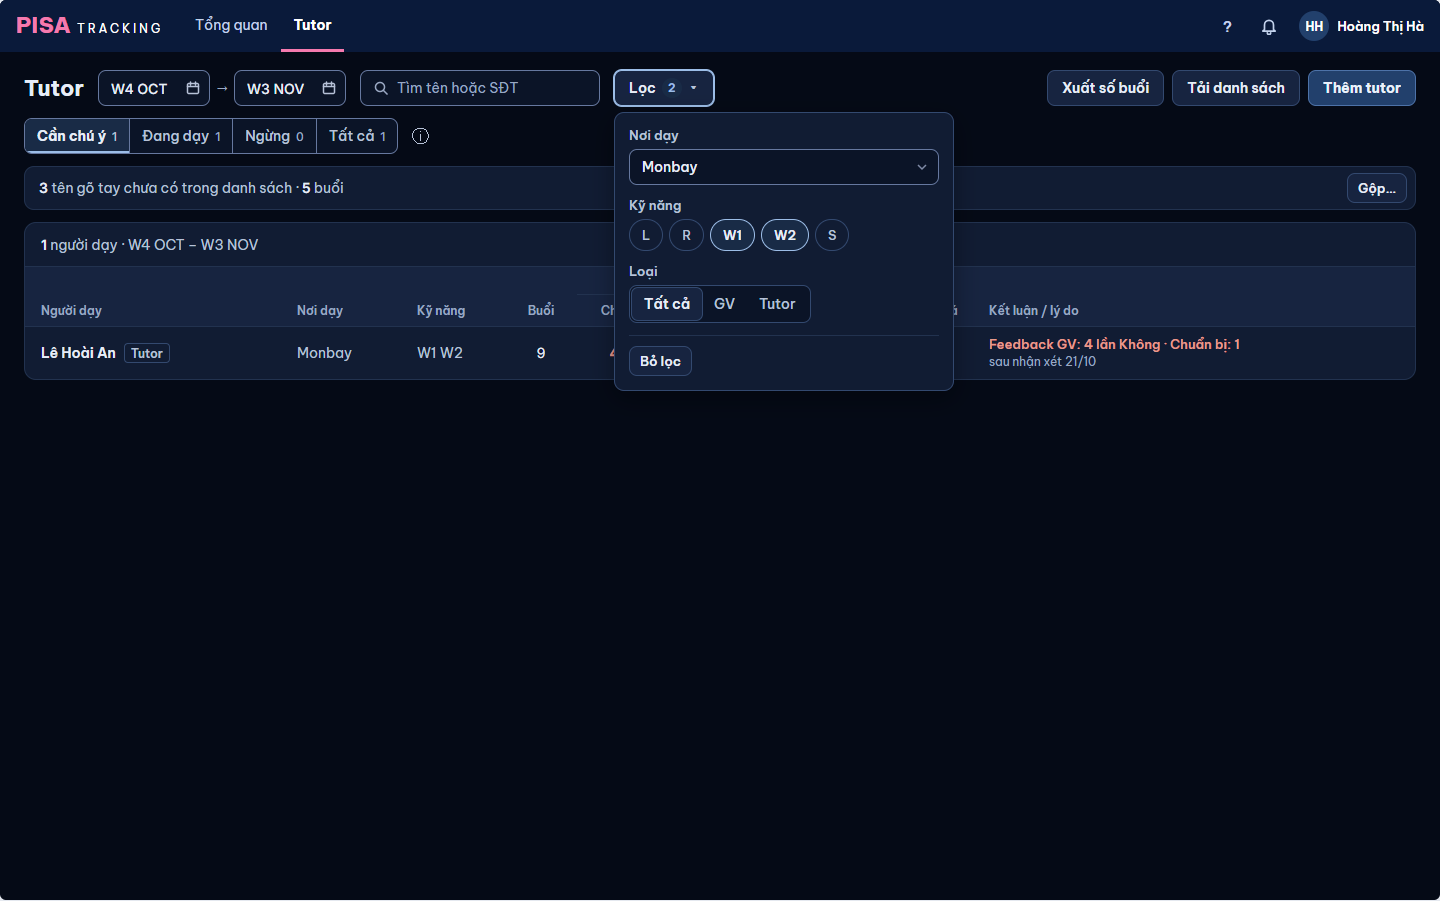 PISA TRACKING Tổng quan Tutor ? HH Hoàng Thị Hà
Tutor W4 OCT → W3 NOV Tìm tên hoặc SĐT Lọc 2 Xuất số buổi Tải danh sách Thêm tutor
Cần chú ý 1 Đang dạy 1 Ngừng 0 Tất cả 1
3 tên gõ tay chưa có trong danh sách · 5 buổi Gộp...
1 người dạy · W4 OCT – W3 NOV
Người dạy Nơi dạy Kỹ năng Buổi Kết luận / lý do
Lê Hoài An Tutor Monbay W1 W2 9 Feedback GV: 4 lần Không · Chuẩn bị: 1
sau nhận xét 21/10
Nơi dạy
Monbay
Kỹ năng
L R W1 W2 S
Loại
Tất cả GV Tutor
Bỏ lọc